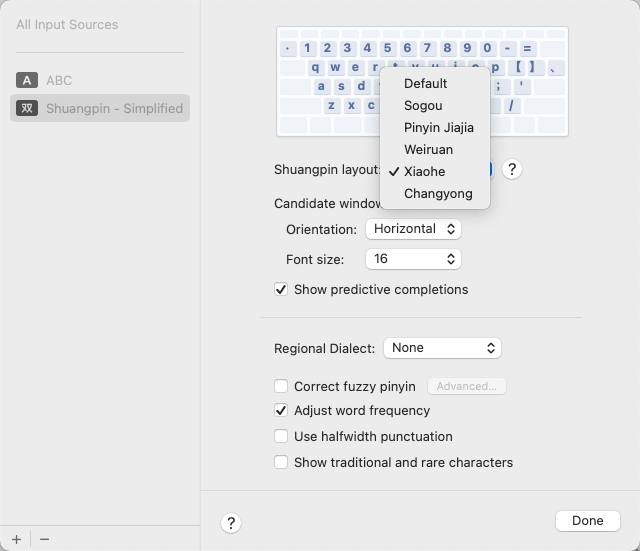 All Input Sources
A ABC
双 Shuangpin - Simplified
· 1 2 3 4 5 6 7 8 9 0 - =
q w e r t y u i o p 【 】 、
a s d ; '
z x c /
Default
Sogou
Pinyin Jiajia
Weiruan
✓ Xiaohe
Changyong
Shuangpin layout:
?
Candidate window
Orientation: Horizontal
Font size: 16
Show predictive completions
Regional Dialect: None
Correct fuzzy pinyin Advanced...
Adjust word frequency
Use halfwidth punctuation
Show traditional and rare characters
+ −
? Done